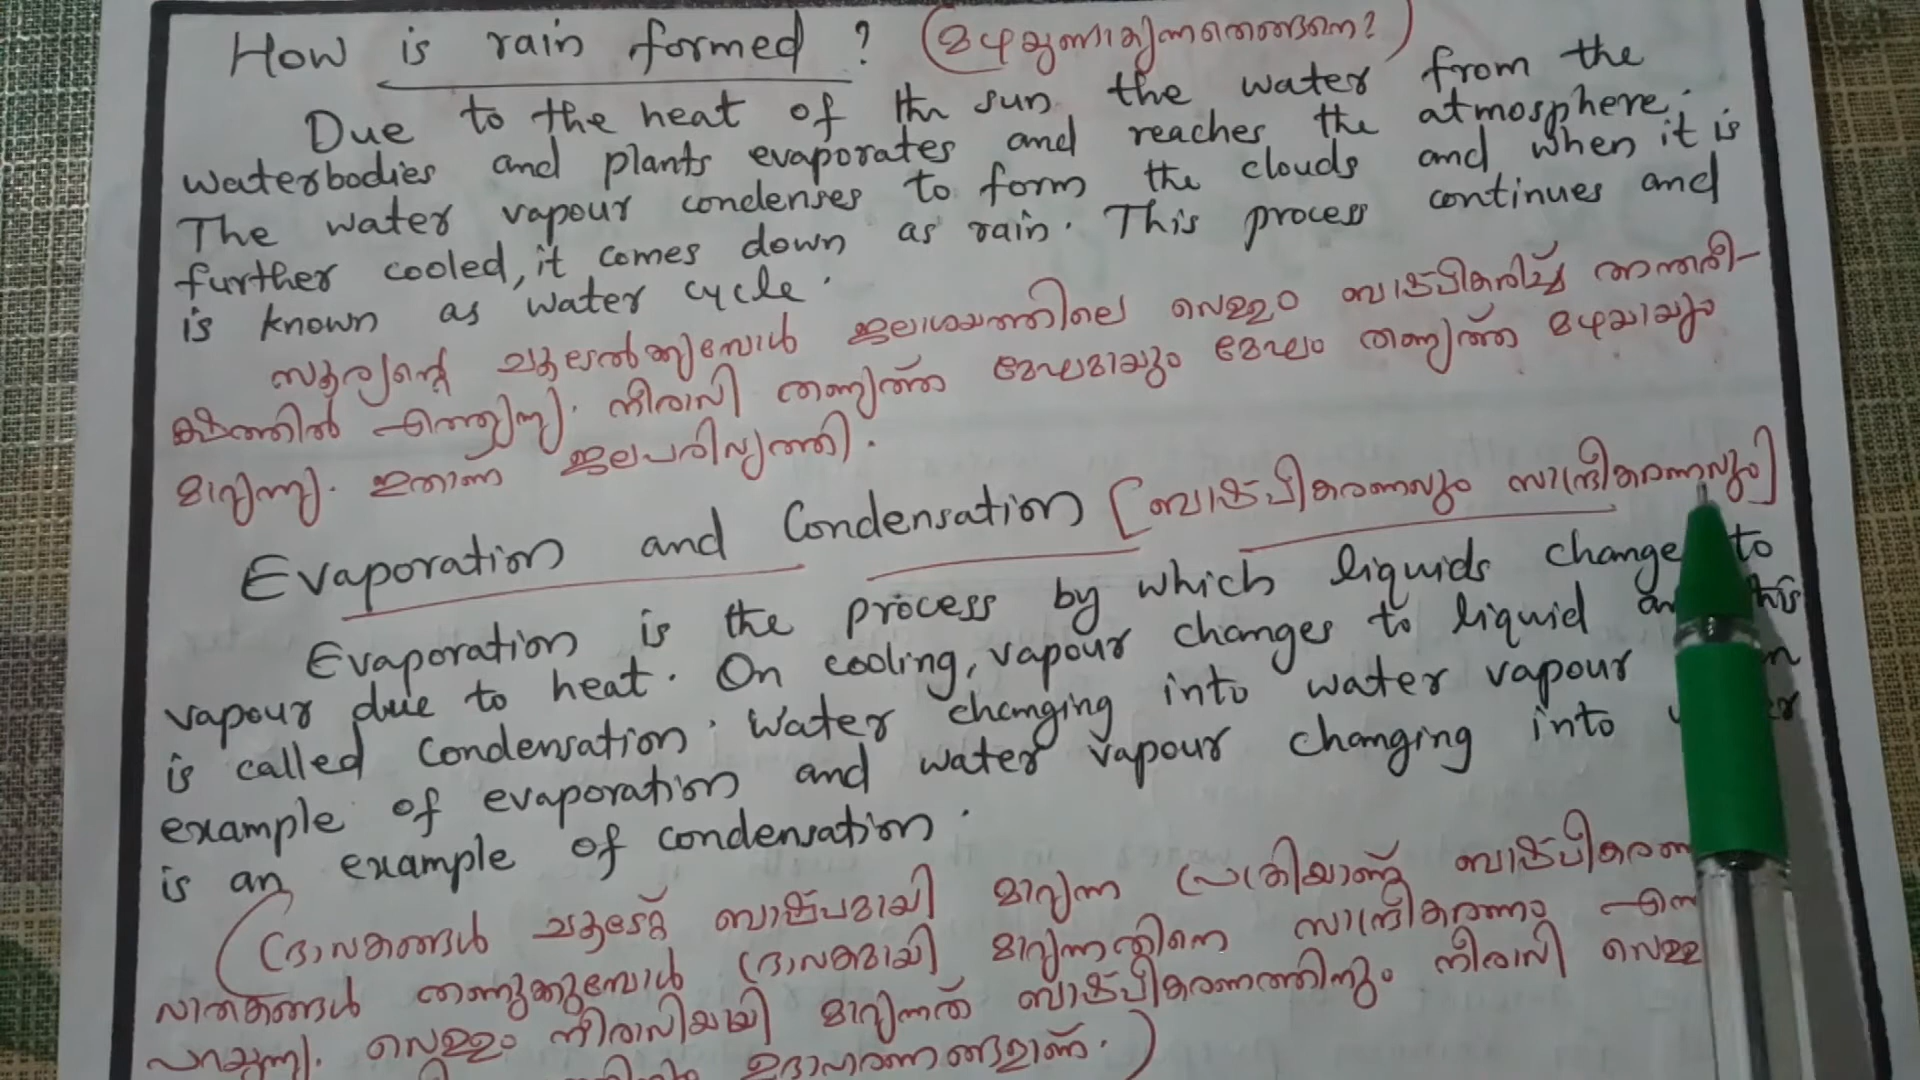 How is rain formed ? (മഴയുണ്ടാകുന്നതെങ്ങനെ?)
Due to the heat of the sun the water from the
waterbodies and plants evaporates and reaches the atmosphere.
The water vapour condenses to form the clouds and when it is
further cooled, it comes down as rain. This process continues and
is known as water cycle.
സൂര്യന്റെ ചൂടേൽക്കുമ്പോൾ ജലാശയത്തിലെ വെള്ളം ബാഷ്പീകരിച്ച് അന്തരീ-
ക്ഷത്തിൽ എത്തുന്നു. നീരാവി തണുത്ത് മേഘമായും മേഘം തണുത്ത് മഴയായും
മാറുന്നു. ഇതാണ് ജലപരിവൃത്തി.
Evaporation and Condensation [ബാഷ്പീകരണവും സാന്ദ്രീകരണവും]
Evaporation is the process by which liquids change to
vapour due to heat. On cooling, vapour changes to liquid this
is called Condensation. Water changing into water vapour
example of evaporation and water vapour changing into
is an example of condensation.
(ദ്രാവകങ്ങൾ ചൂടേറ്റ് ബാഷ്പമായി മാറുന്ന പ്രക്രിയാണ് ബാഷ്പീകരണ
വാതകങ്ങൾ തണുക്കുമ്പോൾ ദ്രാവകമായി മാറുന്നതിനെ സാന്ദ്രീകരണം
പറയുന്നു. വെള്ളം നീരാവിയായി മാറുന്നത് ബാഷ്പീകരണത്തിനും നീരാവി
ഉദാഹരണങ്ങളാണ്.)